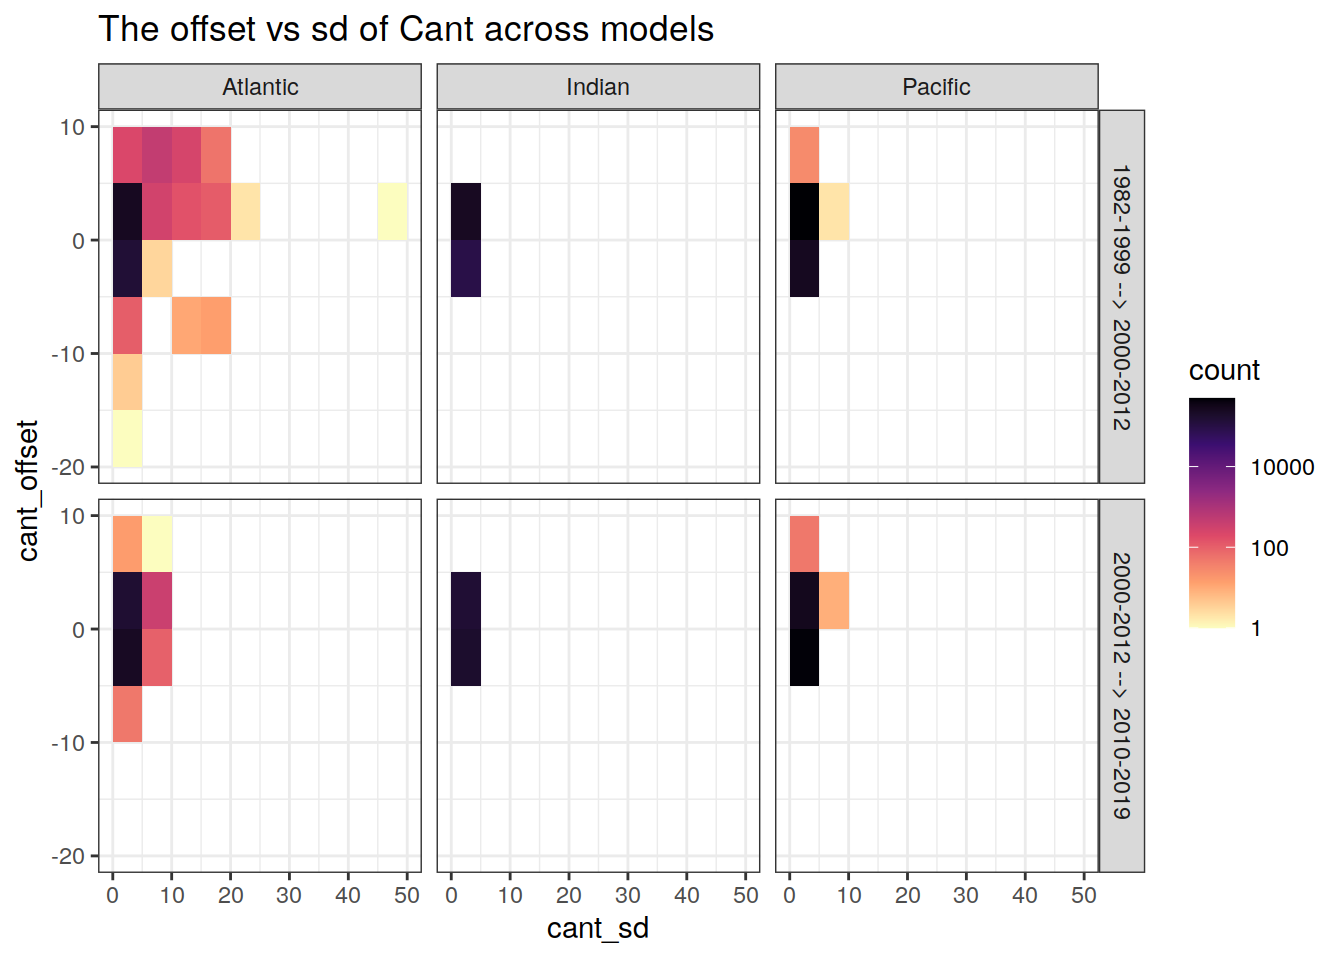 The offset vs sd of Cant across models
Atlantic
Indian
Pacific
10
0
-10
-20
1982-1999 --> 2000-2012
10
0
-10
-20
2000-2012 --> 2010-2019
cant_offset
0 10 20 30 40 50
0 10 20 30 40 50
0 10 20 30 40 50
cant_sd
count
10000
100
1